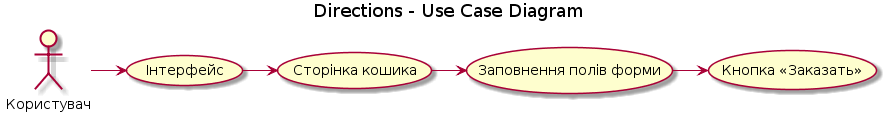 Directions - Use Case Diagram
Користувач
Інтерфейс
Сторінка кошика
Заповнення полів форми
Кнопка «Заказать»